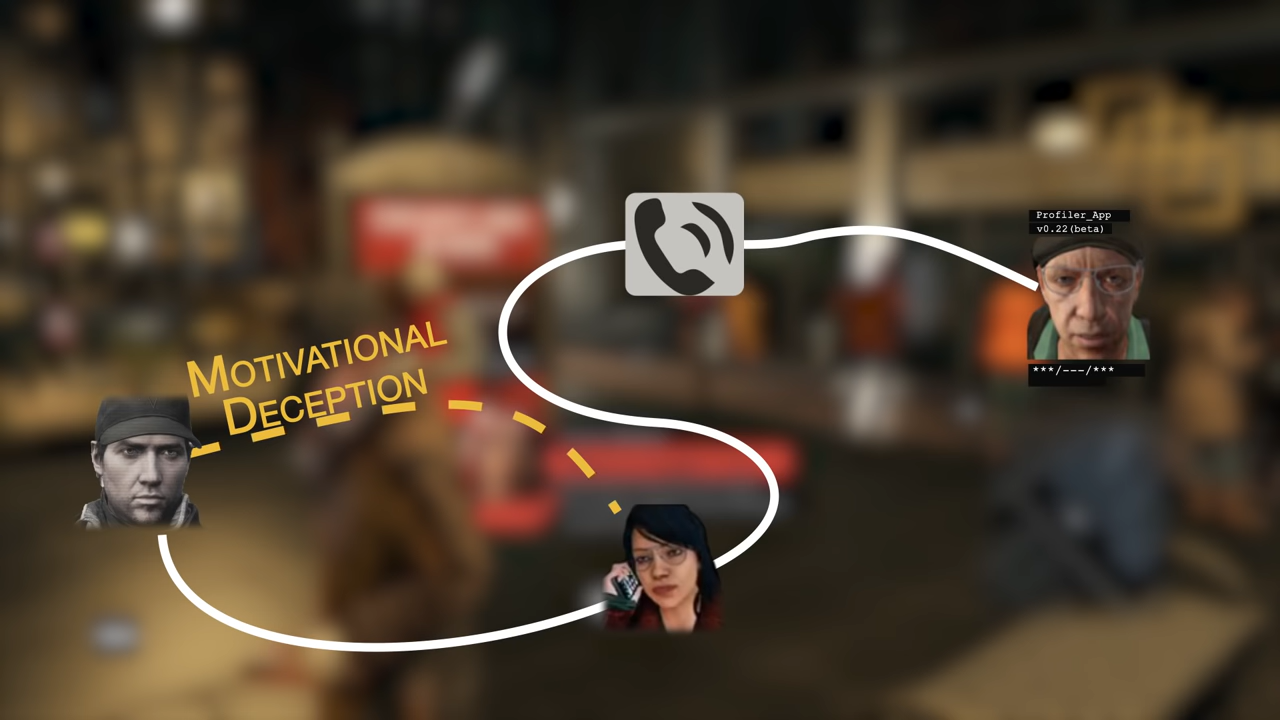 Profiler_App
v0.22(beta)
MOTIVATIONAL
DECEPTION
***/---/***